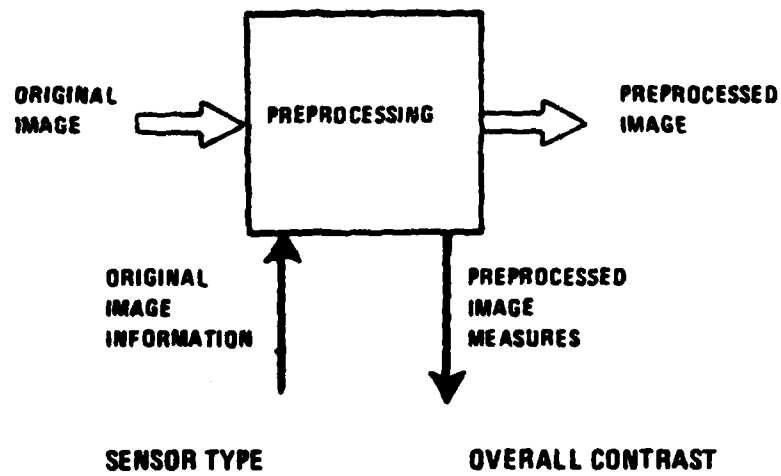 ORIGINAL
IMAGE
PREPROCESSING
PREPROCESSED
IMAGE
ORIGINAL
IMAGE
INFORMATION
PREPROCESSED
IMAGE
MEASURES
SENSOR TYPE
OVERALL CONTRAST